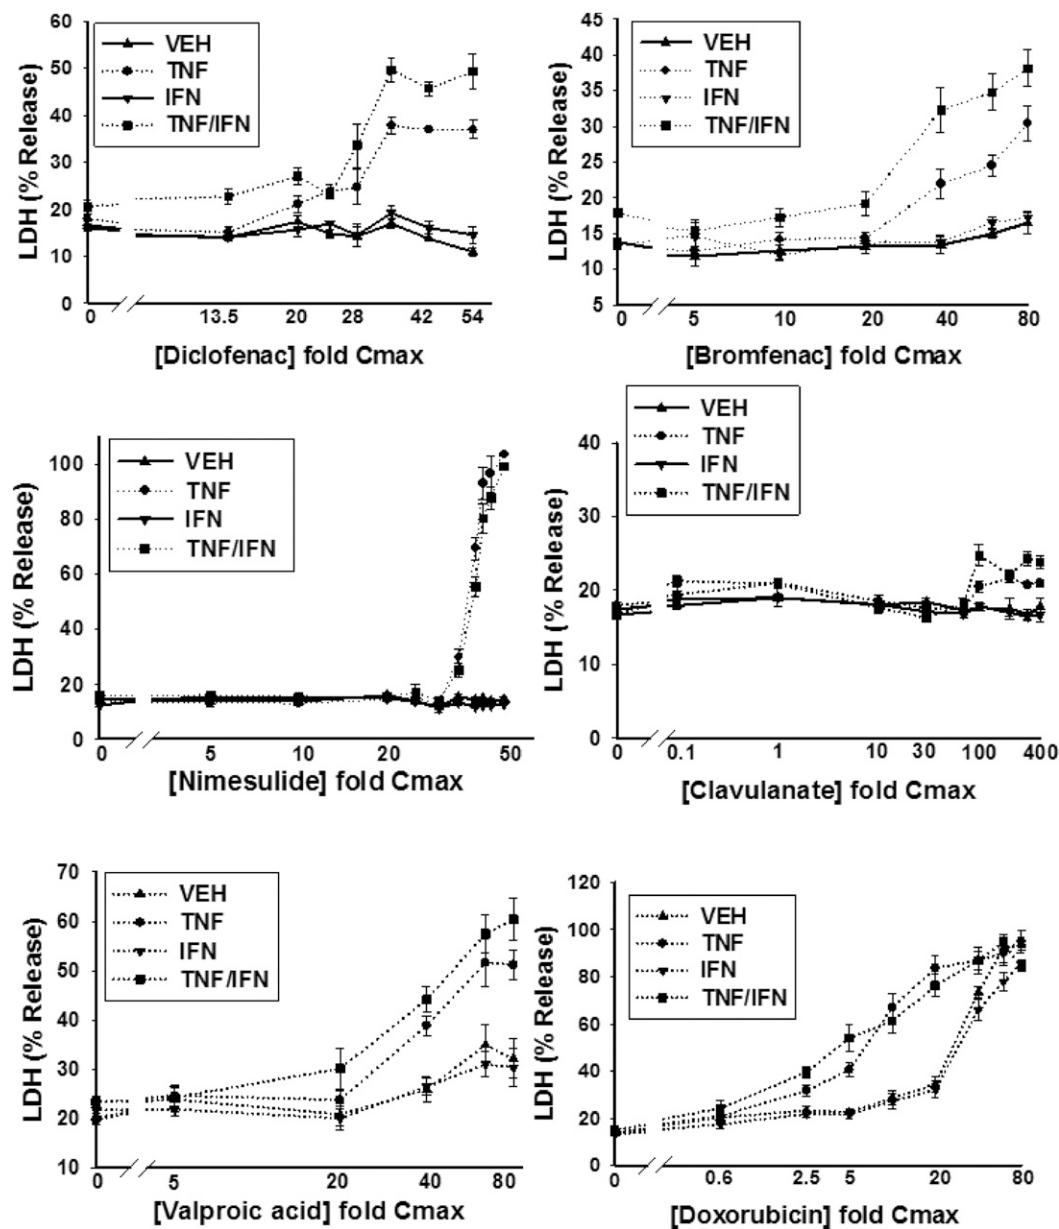 60
50
40
30
20
10
0
LDH (% Release)
VEH
TNF
IFN
TNF/IFN
0 13.5 20 28 42 54
[Diclofenac] fold Cmax
45
40
35
30
25
20
15
10
5
LDH (% Release)
VEH
TNF
IFN
TNF/IFN
0 5 10 20 40 80
[Bromfenac] fold Cmax
100
80
60
40
20
0
LDH (% Release)
VEH
TNF
IFN
TNF/IFN
0 5 10 20 50
[Nimesulide] fold Cmax
40
30
20
10
0
LDH (% Release)
VEH
TNF
IFN
TNF/IFN
0 0.1 1 10 30 100 400
[Clavulanate] fold Cmax
70
60
50
40
30
20
10
LDH (% Release)
VEH
TNF
IFN
TNF/IFN
0 5 20 40 80
[Valproic acid] fold Cmax
120
100
80
60
40
20
0
LDH (% Release)
VEH
TNF
IFN
TNF/IFN
0 0.6 2.5 5 20 80
[Doxorubicin] fold Cmax